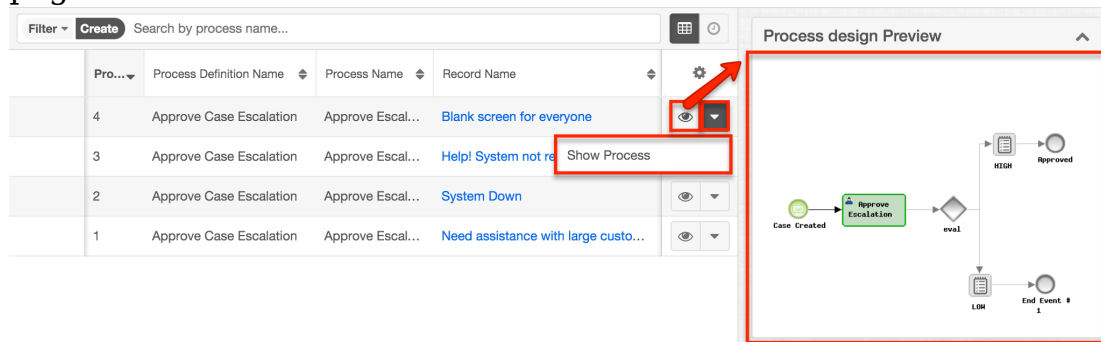 Filter Create Search by process name...
Process design Preview
Pro... Process Definition Name Process Name Record Name
4 Approve Case Escalation Approve Escal... Blank screen for everyone
3 Approve Case Escalation Approve Escal... Help! System not re
Show Process
2 Approve Case Escalation Approve Escal... System Down
1 Approve Case Escalation Approve Escal... Need assistance with large custo...
HIGH
Approved
Approve
Escalation
Case Created
eval
LOW
End Event #
1